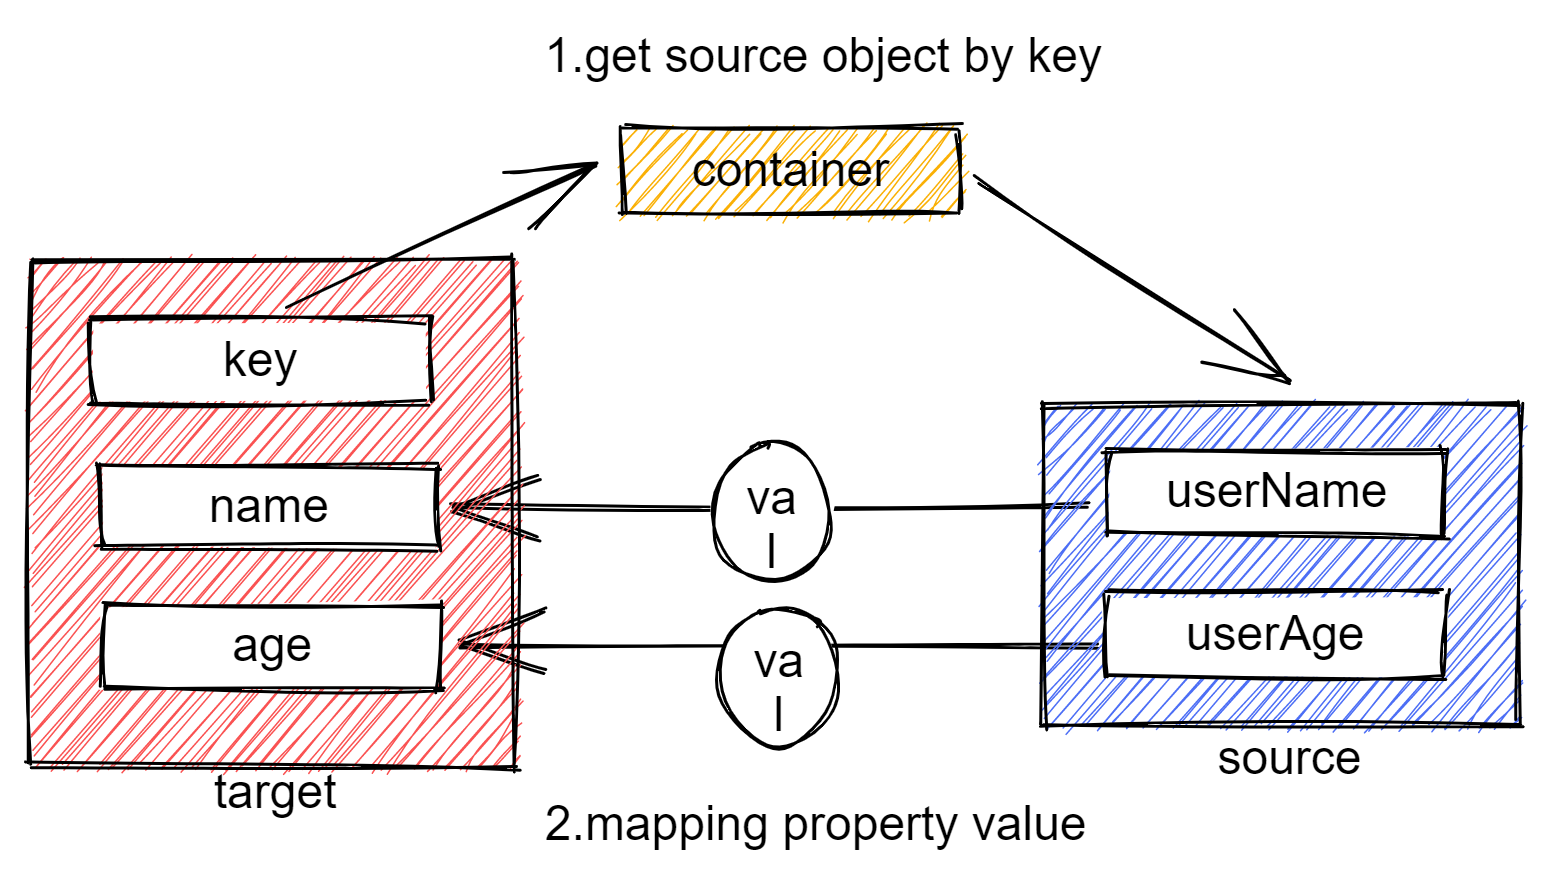 1.get source object by key
container
key
name
age
target
va
l
va
l
userName
userAge
source
2.mapping property value